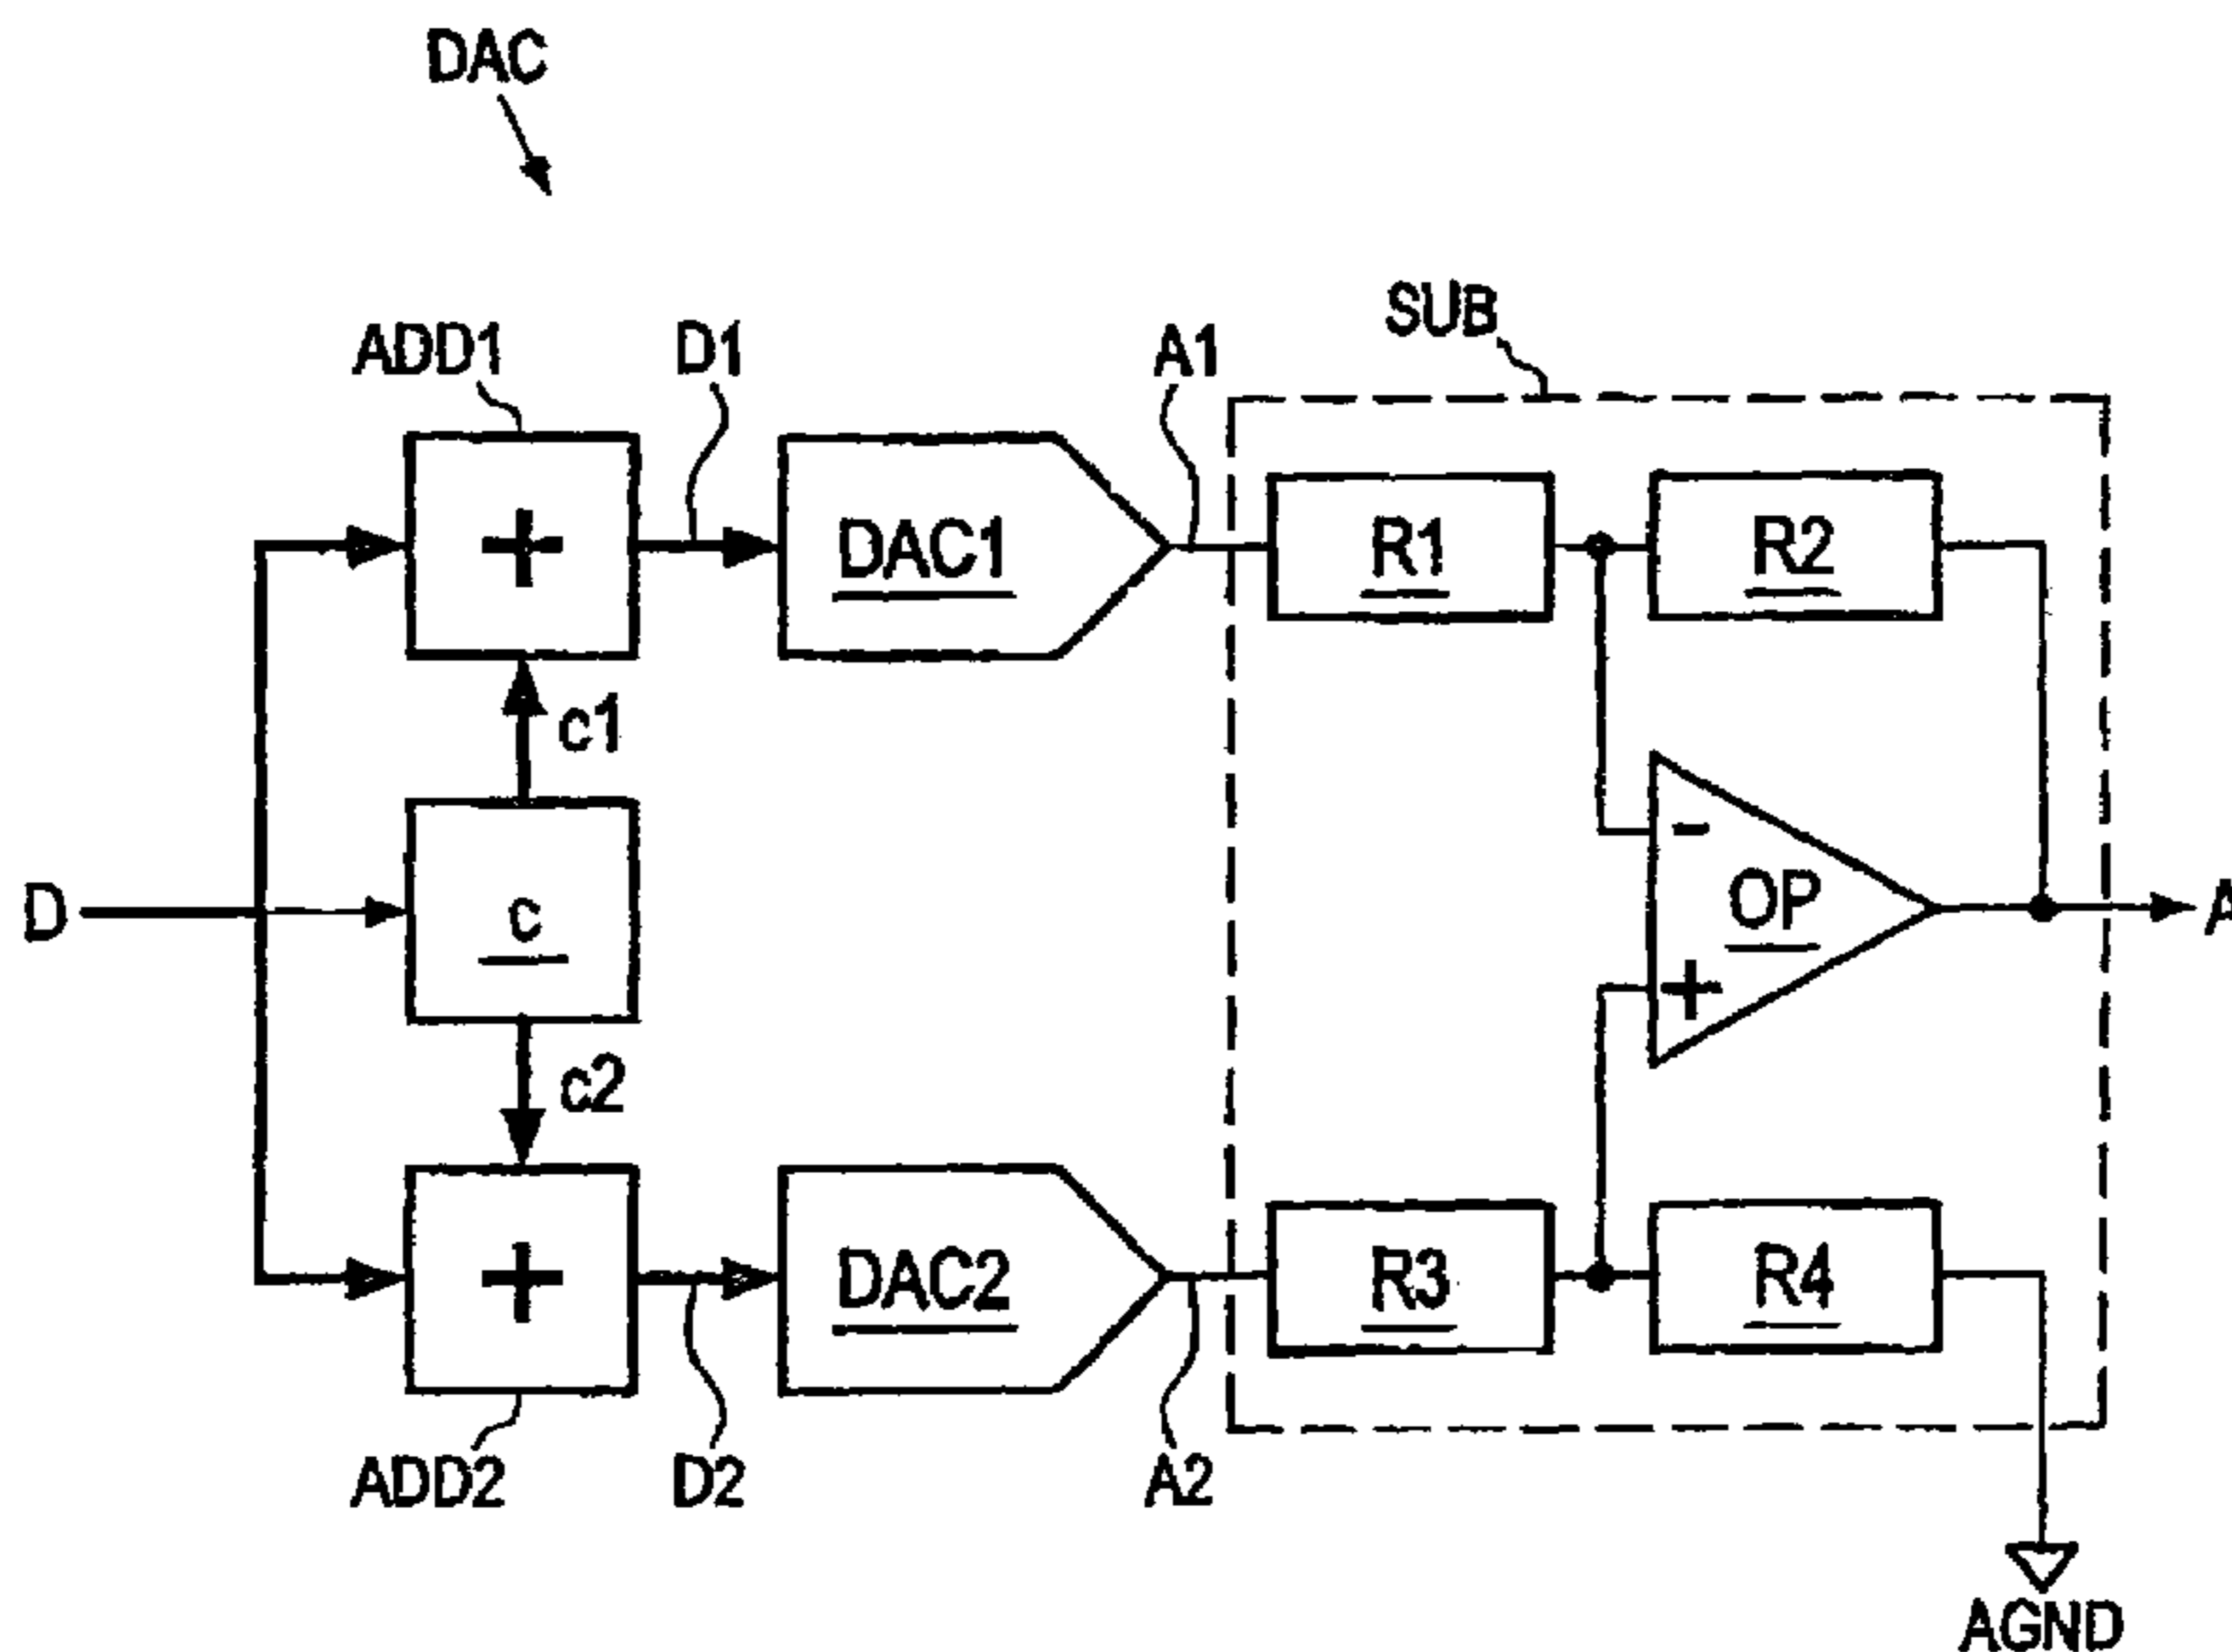 DAC
SUB
ADD1
D1
A1
+
DAC1
R1
R2
c1
-
D
c
OP
A
+
c2
+
DAC2
R3
R4
ADD2
D2
A2
AGND